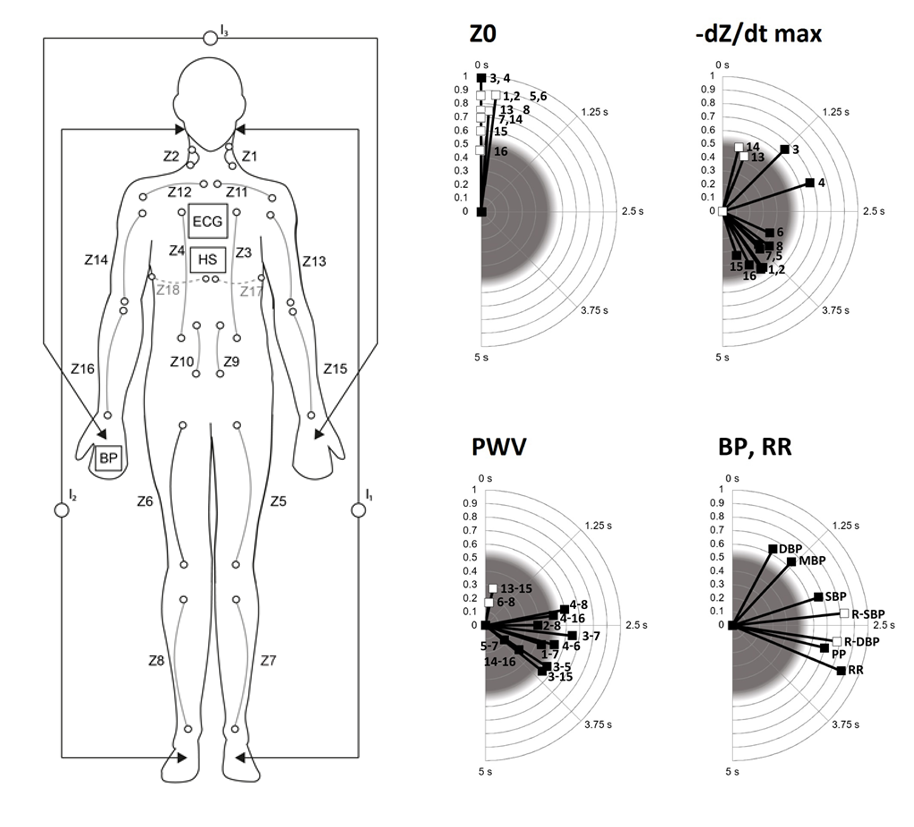 I3
Z2
Z1
Z12
Z11
ECG
Z4
Z3
HS
Z14
Z13
Z18
Z17
Z10
Z9
Z16
Z15
BP
I2
I1
Z6
Z5
Z8
Z7
Z0
0 s
1
0.9
0.8
0.7
0.6
0.5
0.4
0.3
0.2
0.1
0
1.25 s
2.5 s
3.75 s
5 s
3, 4
1,2 5,6
13 8
7,14
15
16
-dZ/dt max
0 s
1
0.9
0.8
0.7
0.6
0.5
0.4
0.3
0.2
0.1
0
1.25 s
2.5 s
3.75 s
5 s
14
13
3
4
6
8
7,5
15
16
1,2
PWV
0 s
1
0.9
0.8
0.7
0.6
0.5
0.4
0.3
0.2
0.1
0
1.25 s
2.5 s
3.75 s
5 s
13-15
6-8
4-8
4-16
2-8
3-7
4-6
5-7
1-7
14-16
3-5
3-15
BP, RR
0 s
1
0.9
0.8
0.7
0.6
0.5
0.4
0.3
0.2
0.1
0
1.25 s
2.5 s
3.75 s
5 s
DBP
MBP
SBP
R-SBP
R-DBP
PP
RR